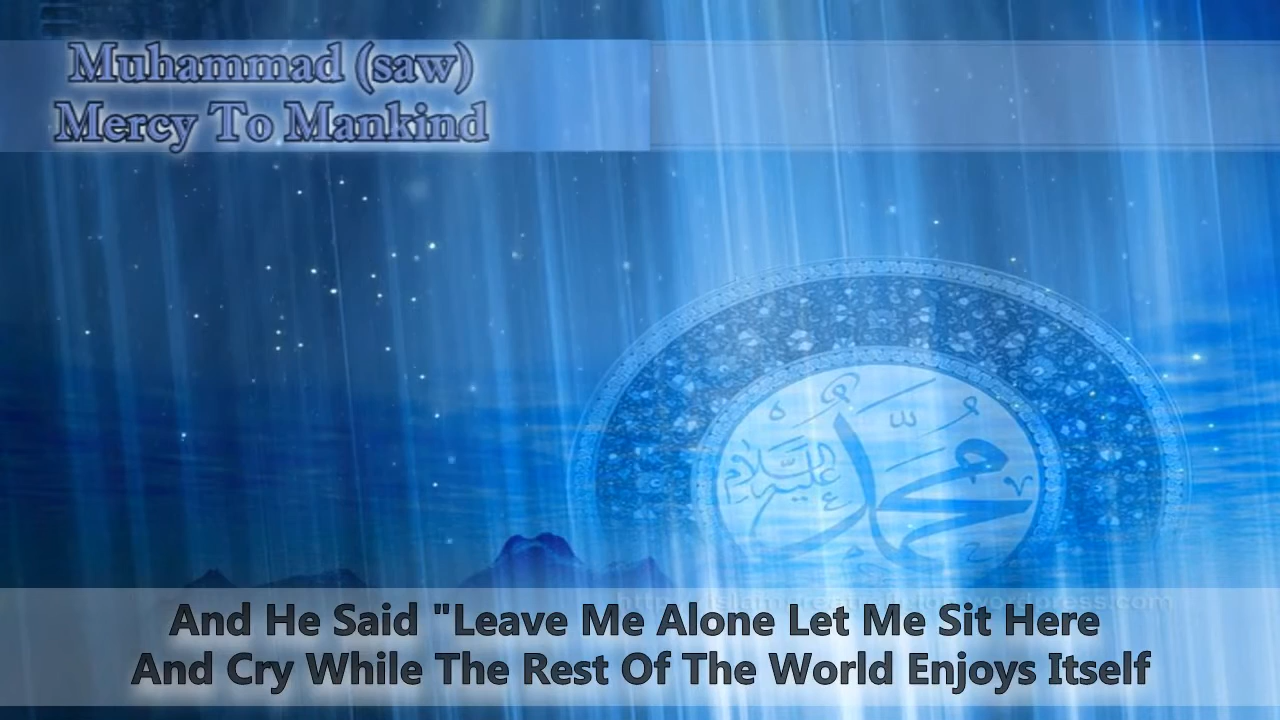 Muhammad (saw)
Mercy To Mankind
محمد
عليه السلام
And He Said "Leave Me Alone Let Me Sit Here
And Cry While The Rest Of The World Enjoys Itself